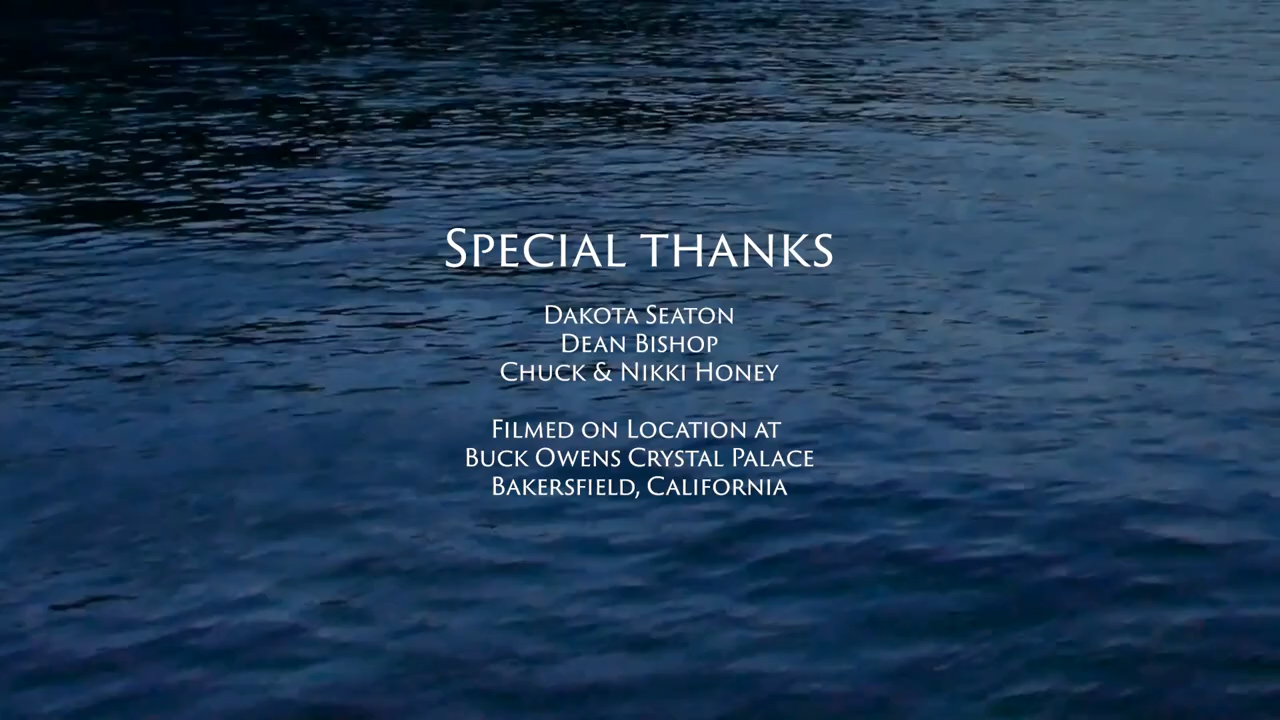 Special thanks
Dakota Seaton
Dean Bishop
Chuck & Nikki Honey
Filmed on Location at
Buck Owens Crystal Palace
Bakersfield, California